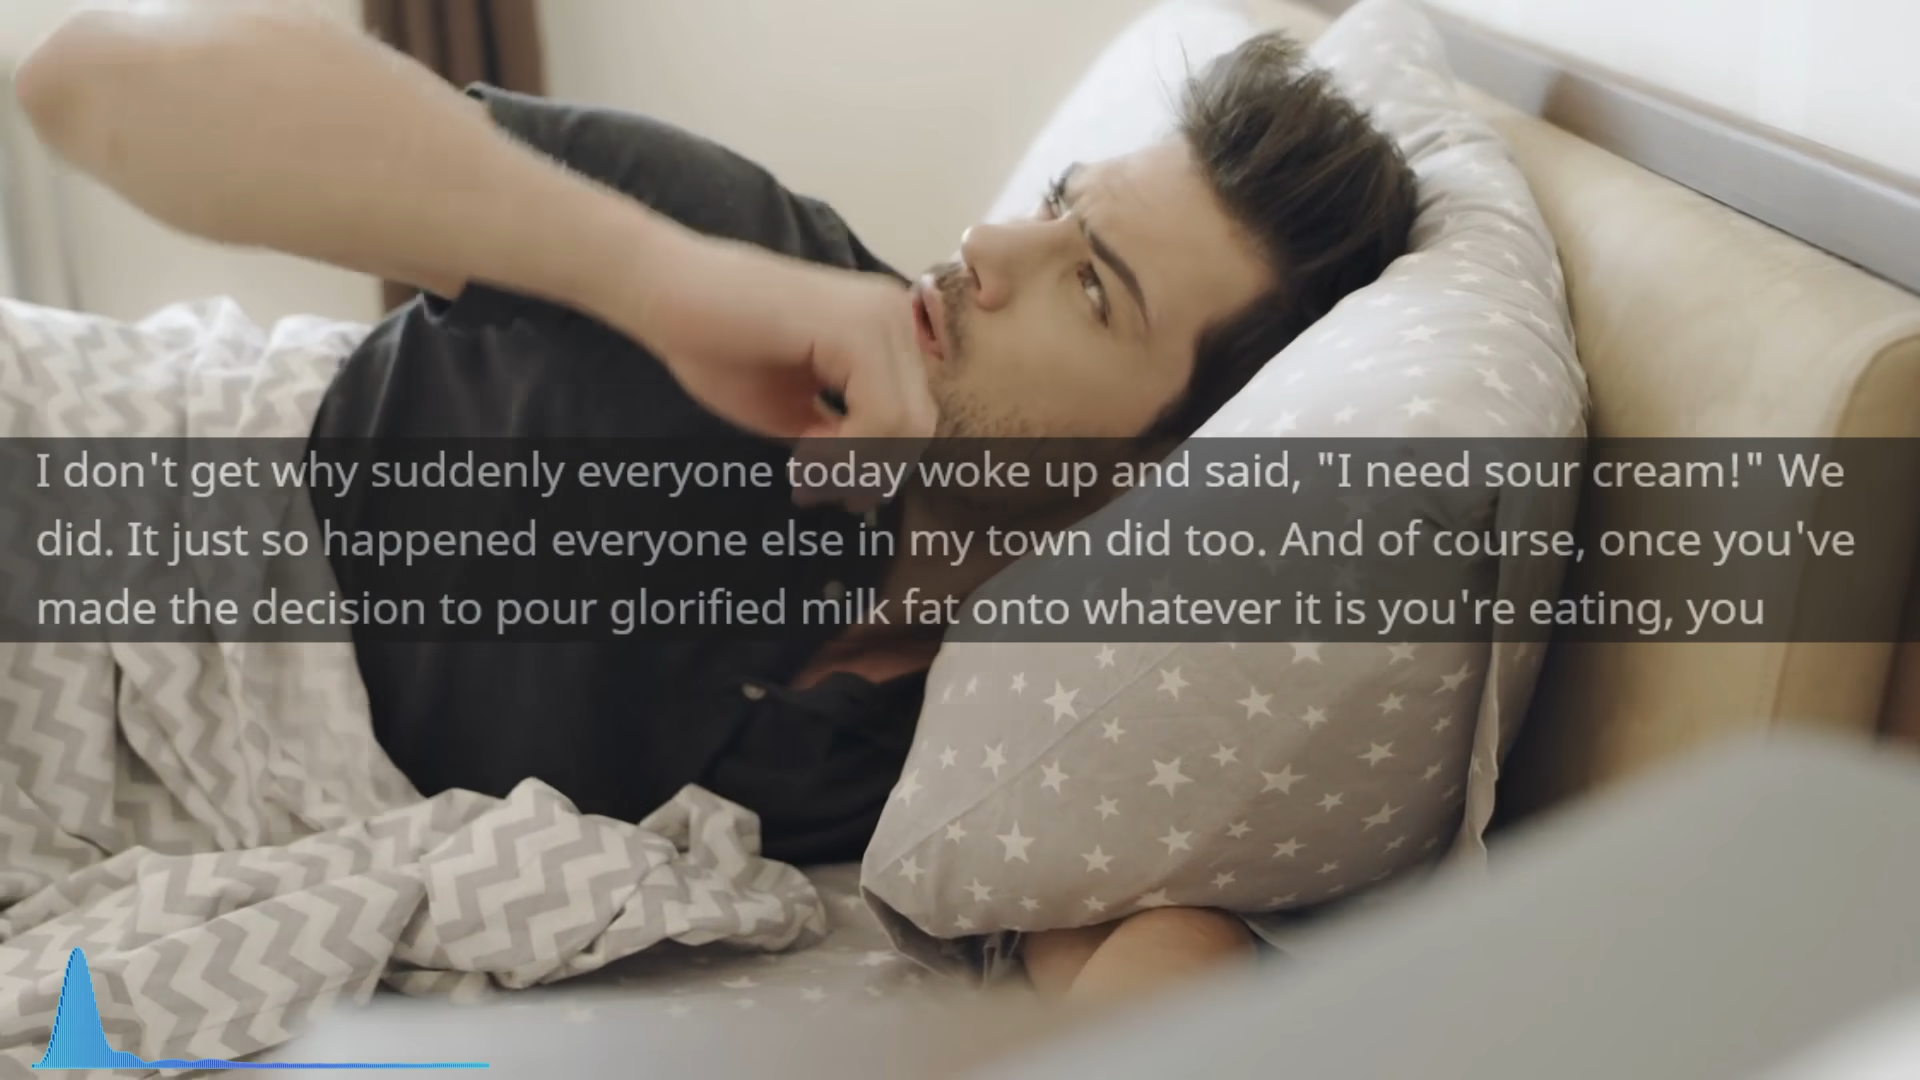 I don't get why suddenly everyone today woke up and said, "I need sour cream!" We
did. It just so happened everyone else in my town did too. And of course, once you've
made the decision to pour glorified milk fat onto whatever it is you're eating, you